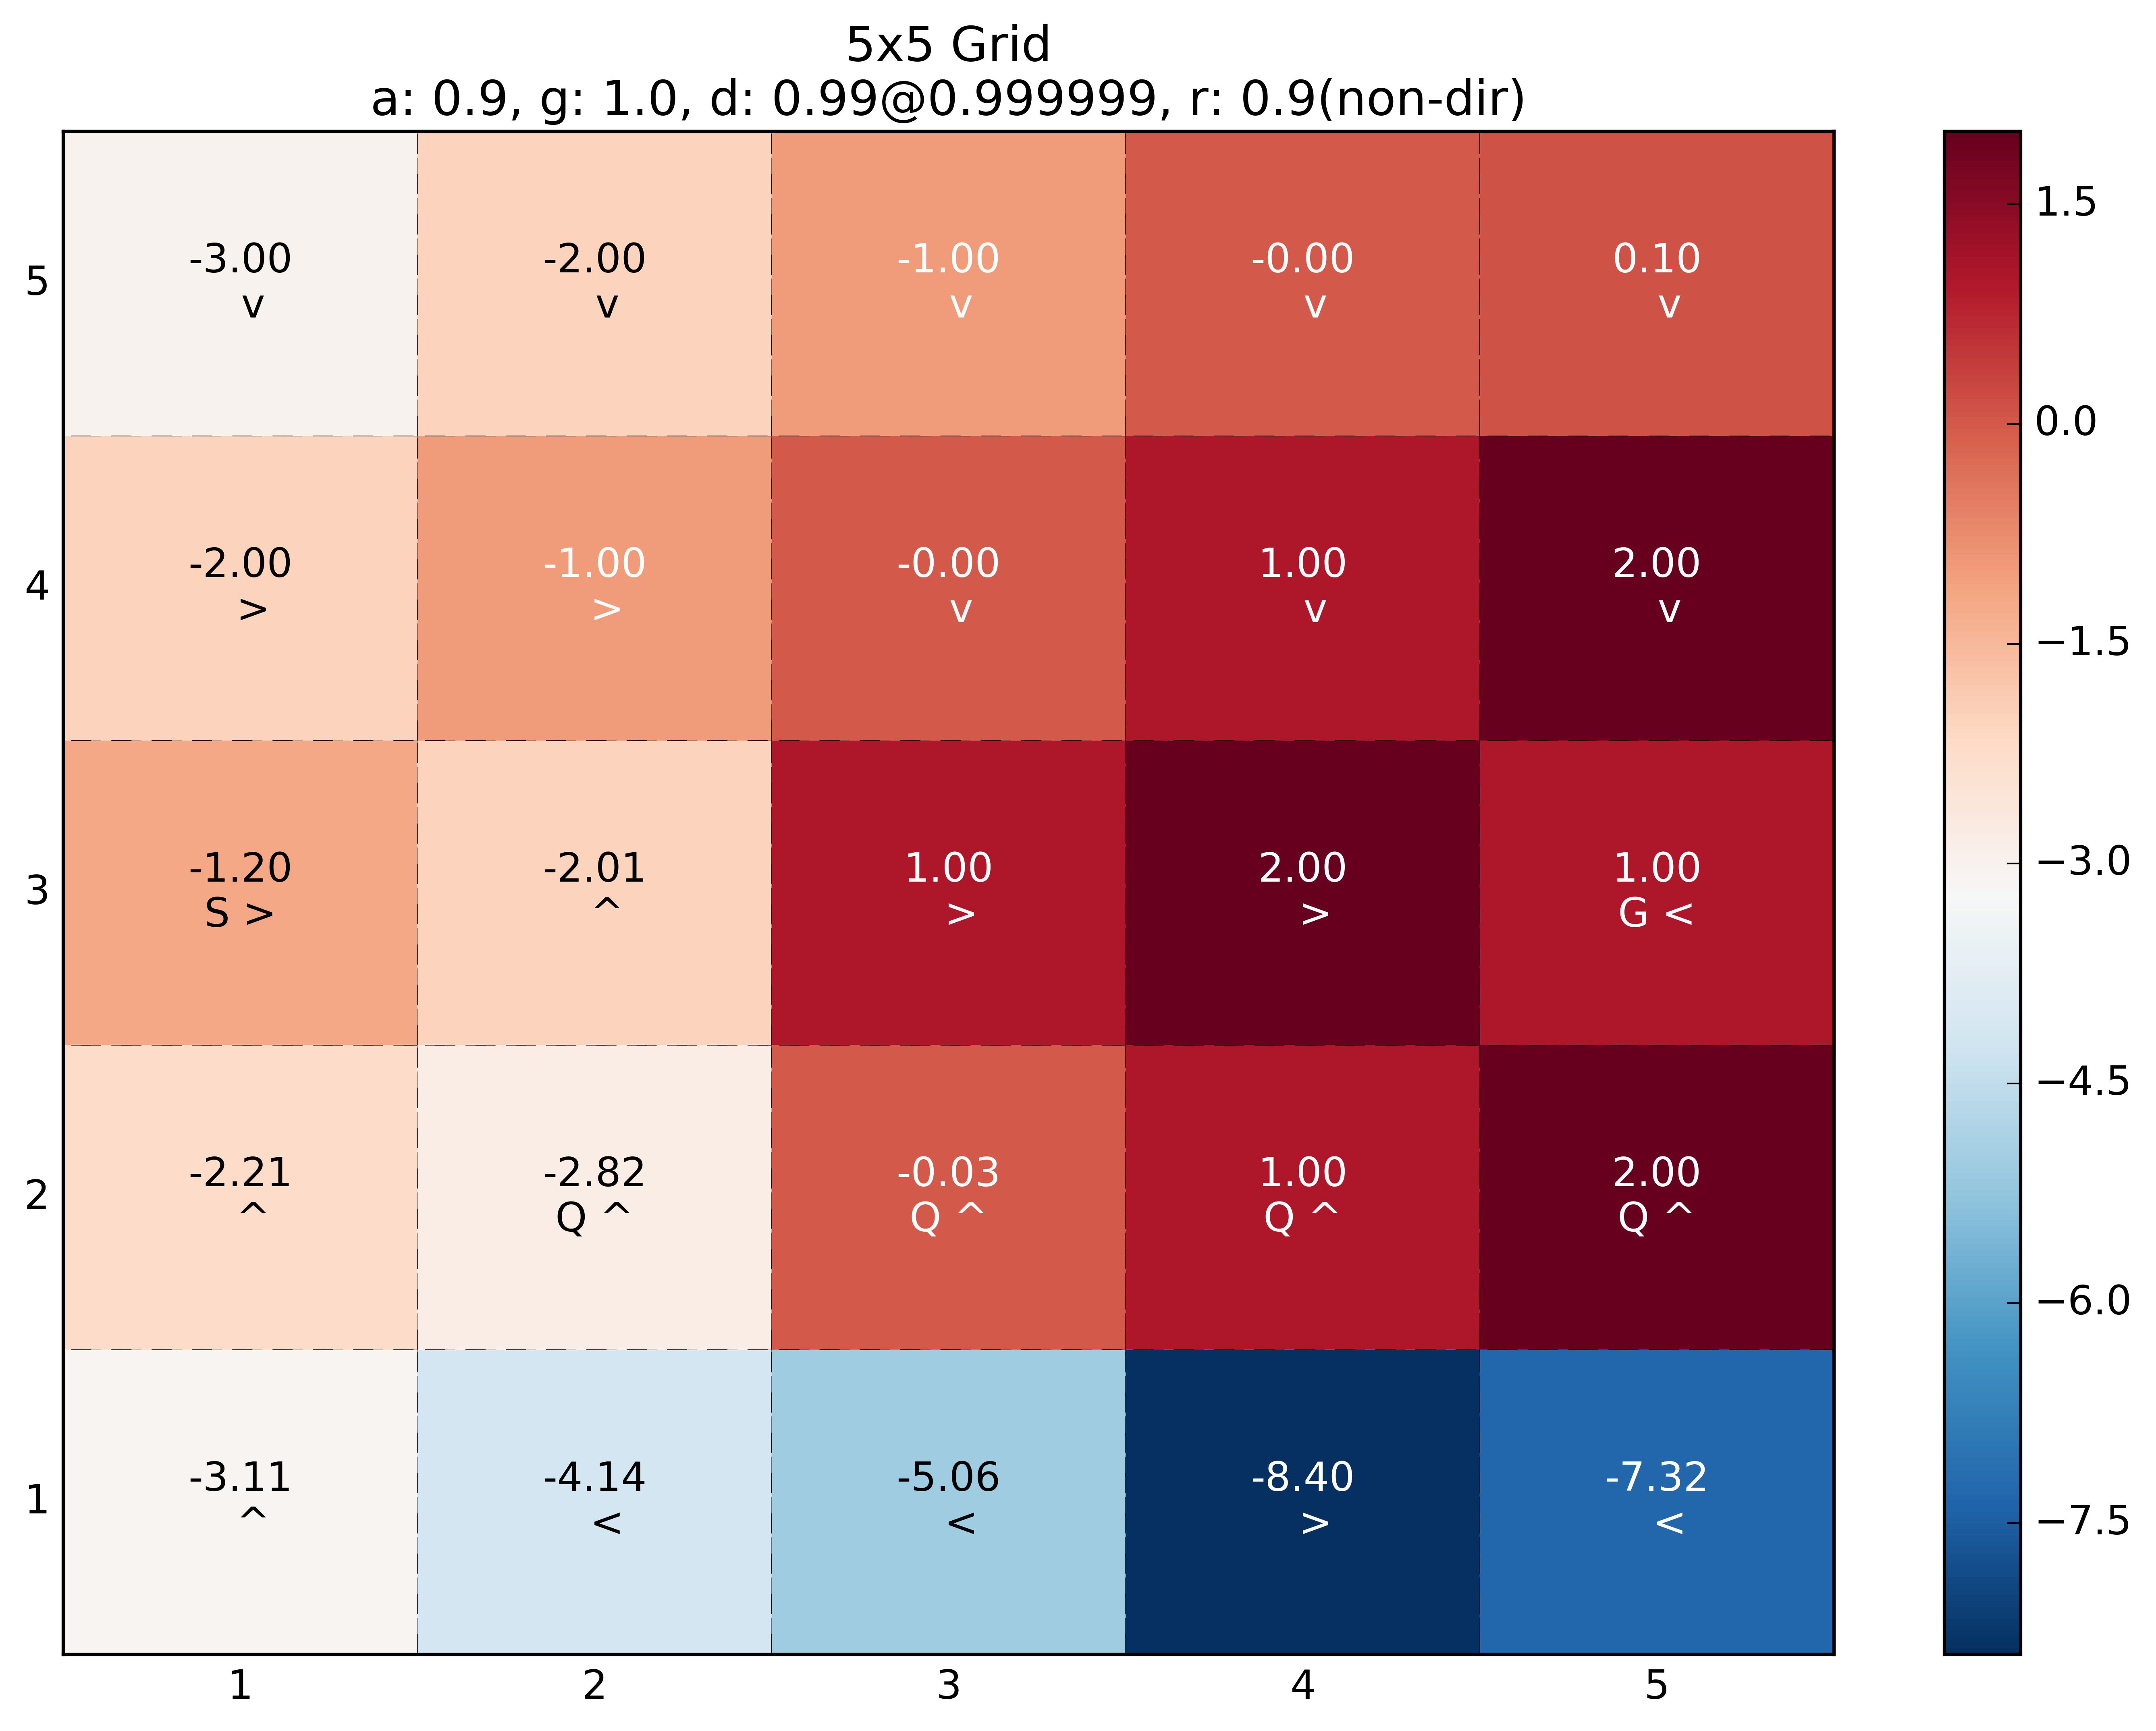 5x5 Grid
a: 0.9, g: 1.0, d: 0.99@0.999999, r: 0.9(non-dir)
5
-3.00
v
-2.00
v
-1.00
v
-0.00
v
0.10
v
4
-2.00
>
-1.00
>
-0.00
v
1.00
v
2.00
v
3
-1.20
S >
-2.01
^
1.00
>
2.00
>
1.00
G <
2
-2.21
^
-2.82
Q ^
-0.03
Q ^
1.00
Q ^
2.00
Q ^
1
-3.11
^
-4.14
<
-5.06
<
-8.40
>
-7.32
<
1 2 3 4 5
1.5
0.0
−1.5
−3.0
−4.5
−6.0
−7.5